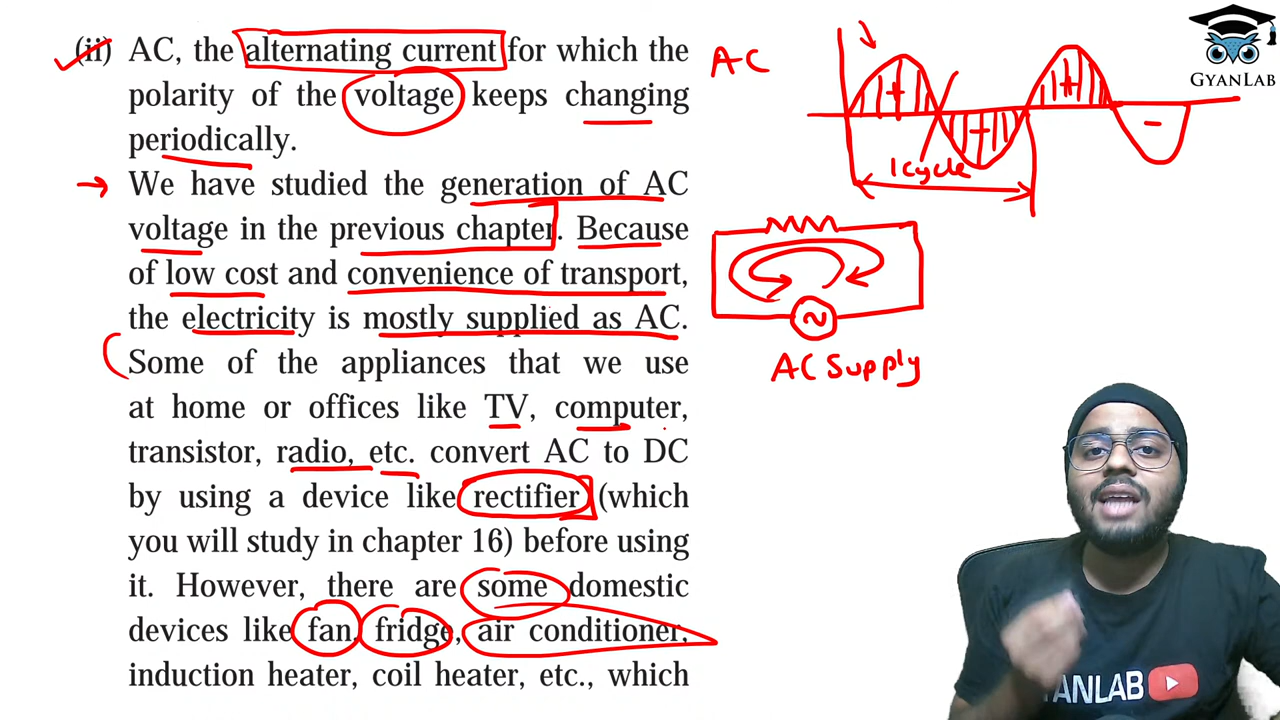 (ii) AC, the alternating current for which the
polarity of the voltage keeps changing
periodically.
We have studied the generation of AC
voltage in the previous chapter. Because
of low cost and convenience of transport,
the electricity is mostly supplied as AC.
Some of the appliances that we use
at home or offices like TV, computer,
transistor, radio, etc. convert AC to DC
by using a device like rectifier (which
you will study in chapter 16) before using
it. However, there are some domestic
devices like fan, fridge, air conditioner,
induction heater, coil heater, etc., which
AC
+
+
+
-
1 cycle
~
AC Supply
GYANLAB
YANLAB